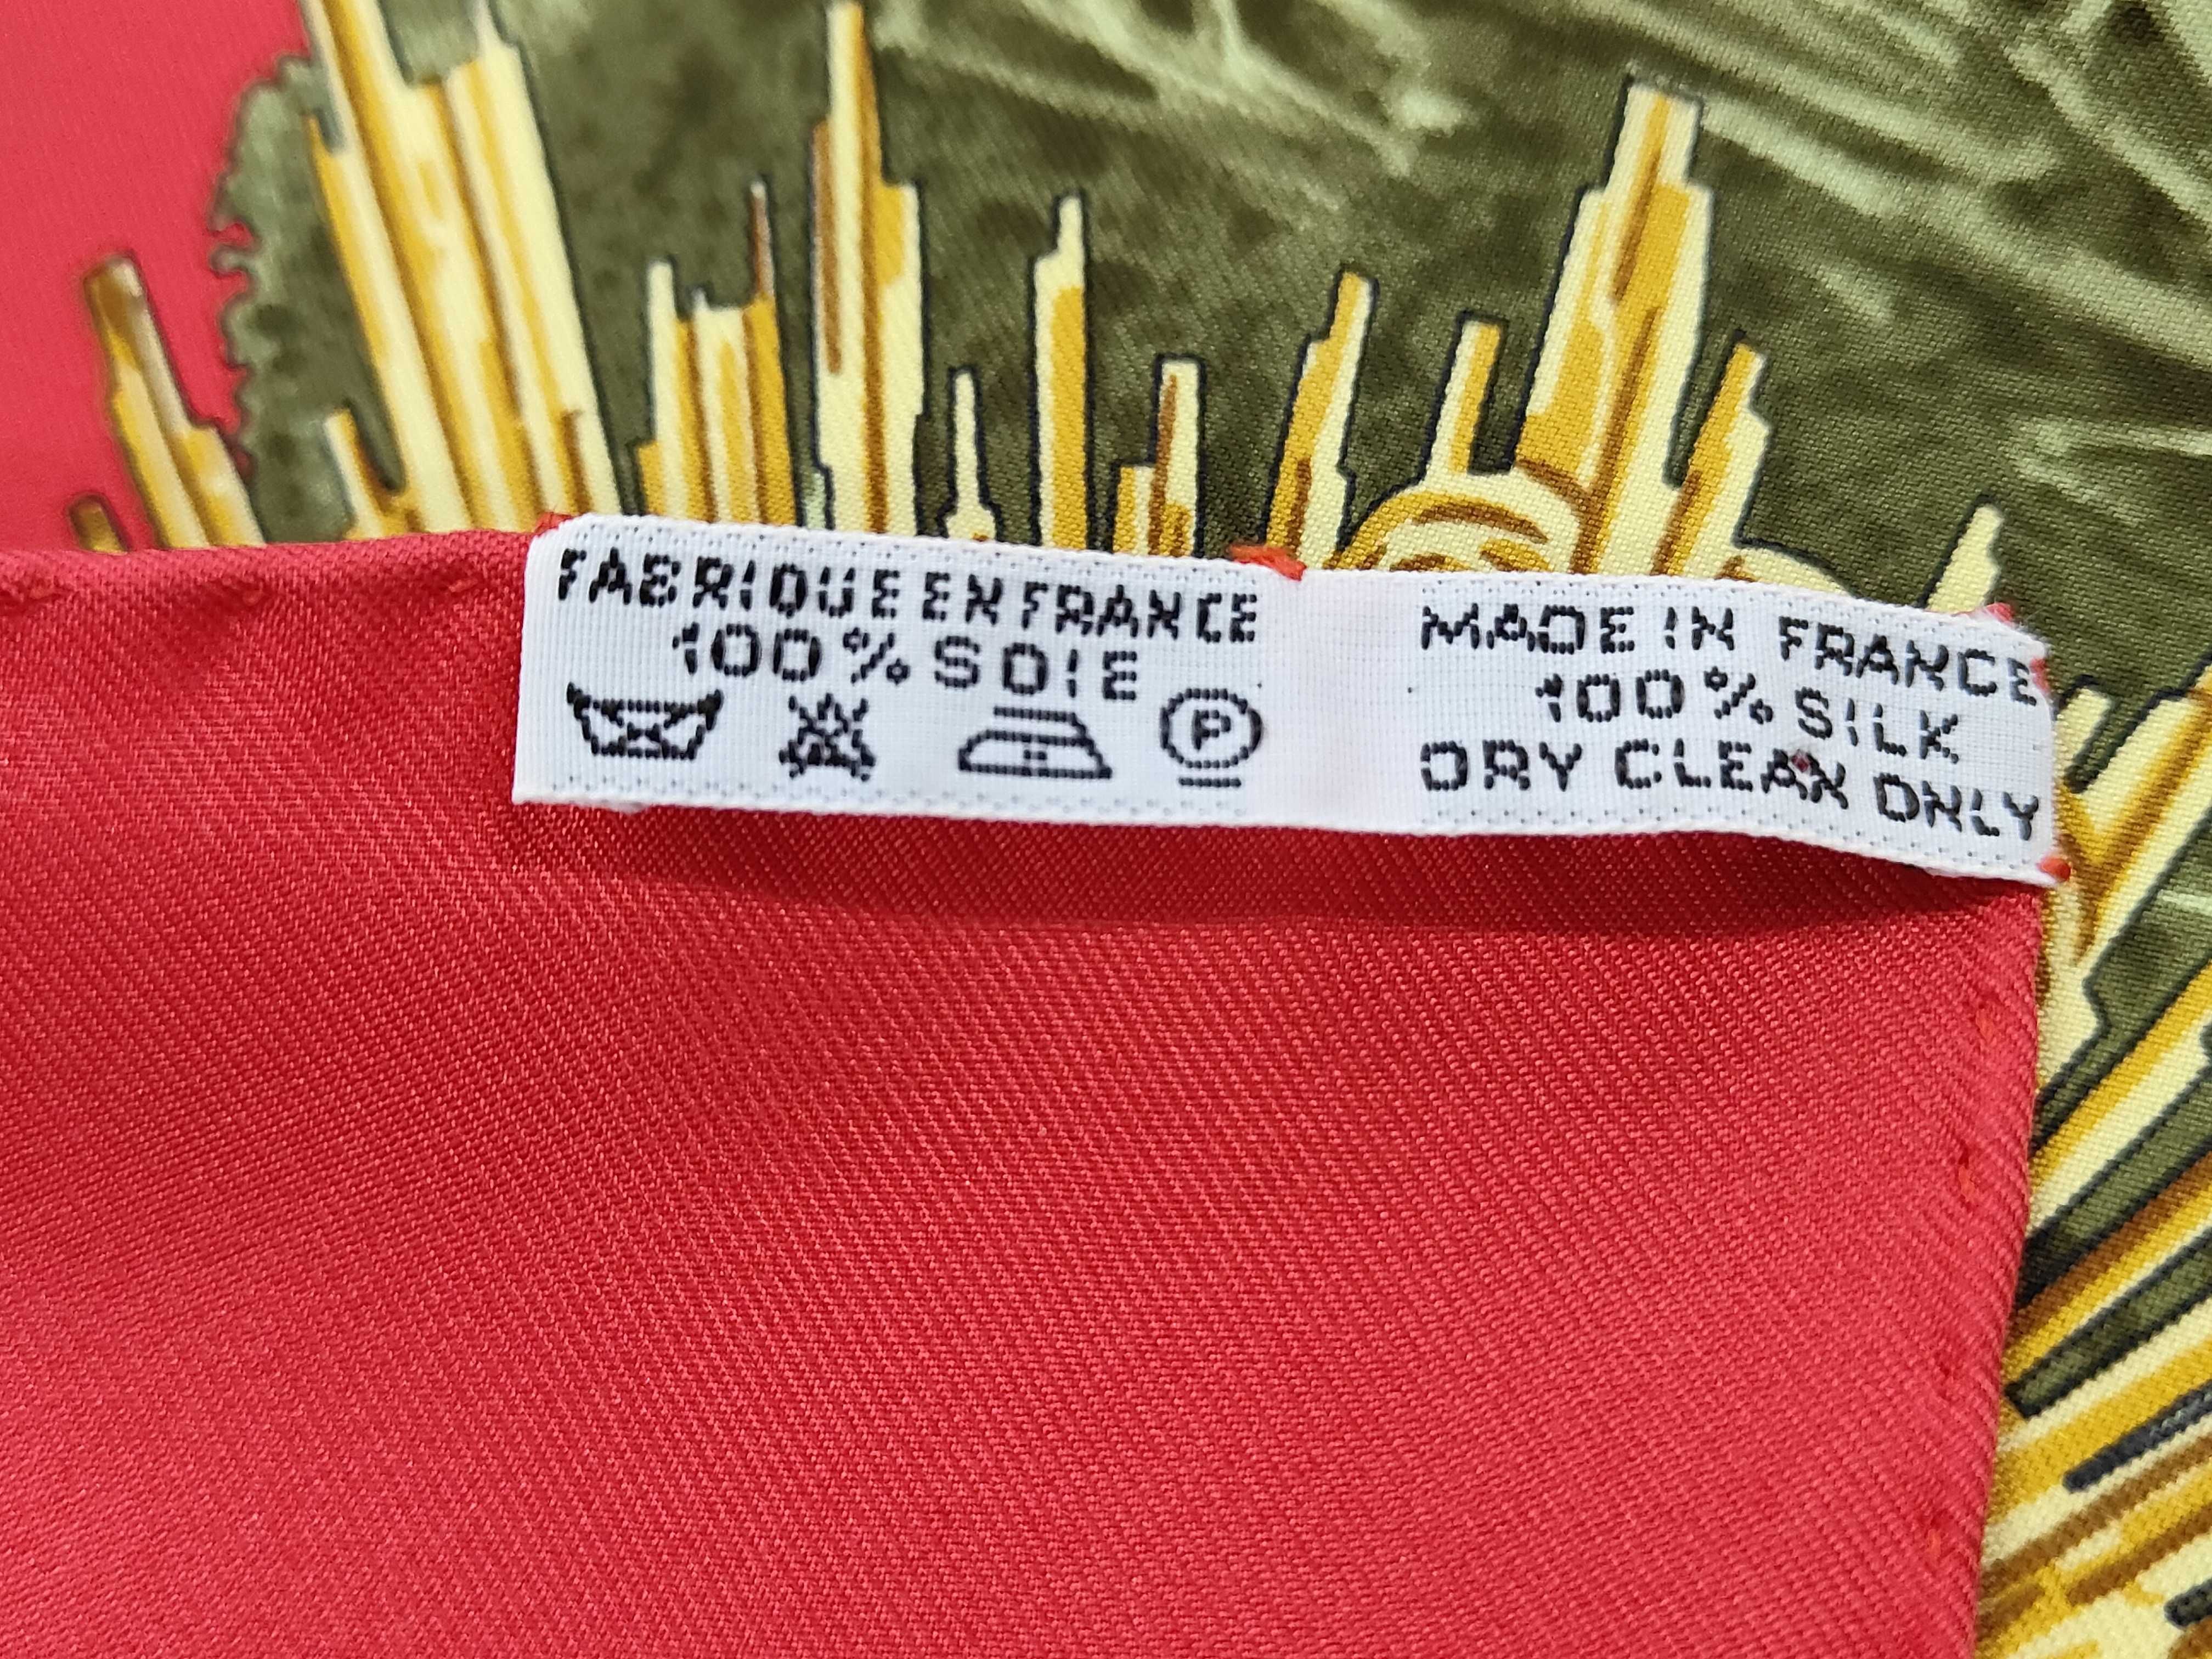 FABRIQUE EN FRANCE
100% SOIE
P
MADE IN FRANCE
100% SILK
DRY CLEAN ONLY